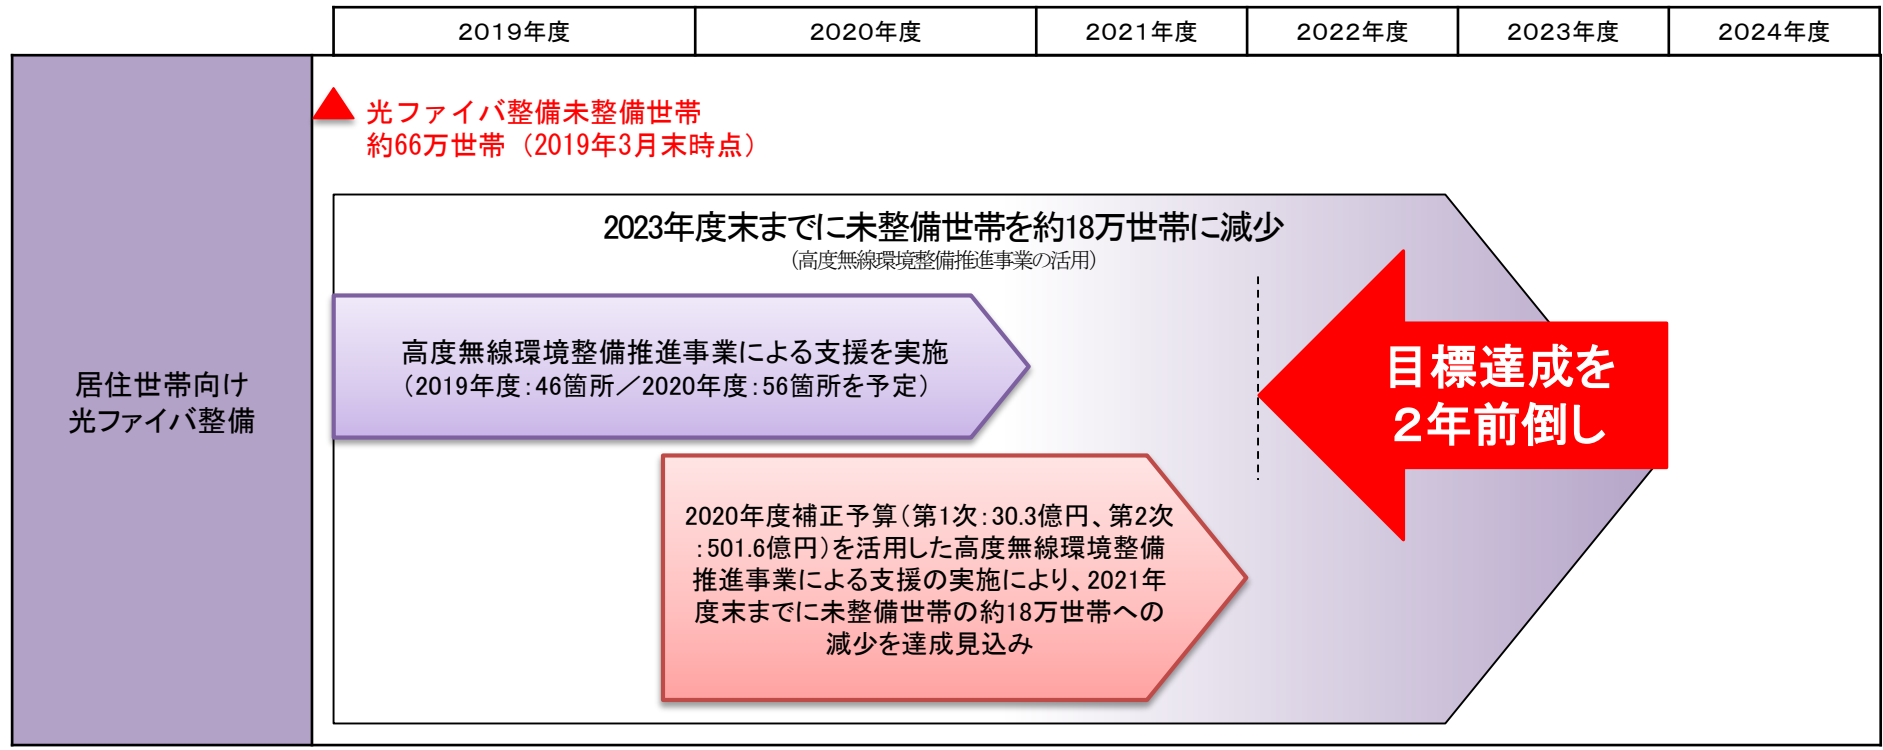 2019年度
2020年度
2021年度
2022年度
2023年度
2024年度
居住世帯向け
光ファイバ整備
光ファイバ整備未整備世帯
約66万世帯（2019年3月末時点）
2023年度末までに未整備世帯を約18万世帯に減少
（高度無線環境整備推進事業の活用）
高度無線環境整備推進事業による支援を実施
（2019年度：46箇所／2020年度：56箇所を予定）
目標達成を
２年前倒し
2020年度補正予算（第1次：30.3億円、第2次
：501.6億円）を活用した高度無線環境整備
推進事業による支援の実施により、2021年
度末までに未整備世帯の約18万世帯への
減少を達成見込み